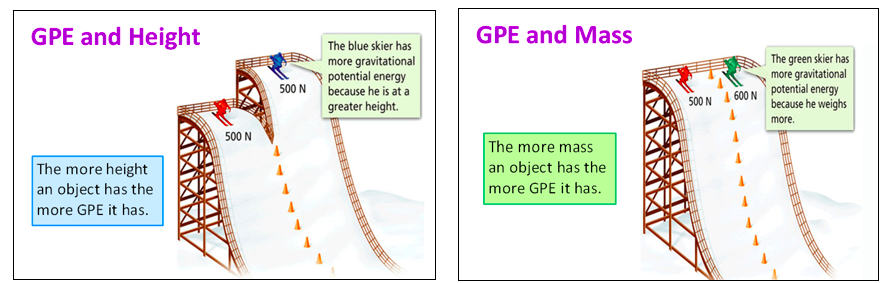 GPE and Height
The blue skier has
more gravitational
potential energy
because he is at a
greater height.
500 N
500 N
The more height
an object has the
more GPE it has.
GPE and Mass
The green skier has
more gravitational
potential energy
because he weighs
more.
500 N
600 N
The more mass
an object has the
more GPE it has.